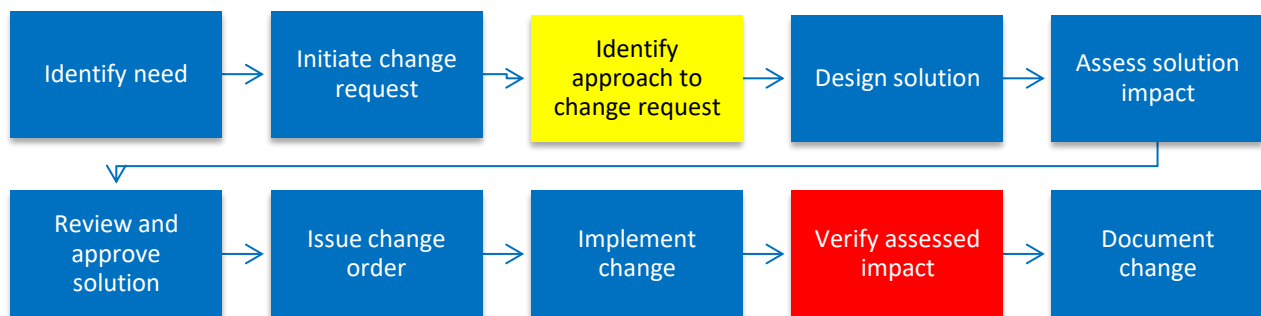 Identify need
Initiate change
request
Identify
approach to
change request
Design solution
Assess solution
impact
Review and
approve
solution
Issue change
order
Implement
change
Verify assessed
impact
Document
change